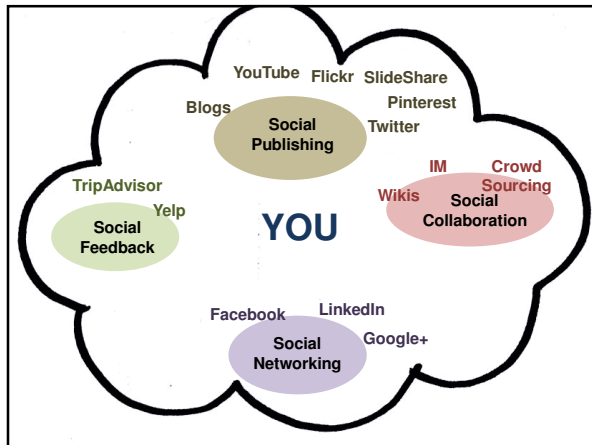 YouTube
Flickr
SlideShare
Pinterest
Blogs
Twitter
Social
Publishing
IM
Crowd
Sourcing
Wikis
Social
Collaboration
TripAdvisor
Yelp
Social
Feedback
YOU
Facebook
LinkedIn
Google+
Social
Networking